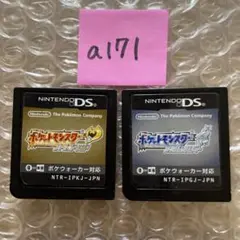 a171
NINTENDO DS
Nintendo
The Pokémon Company
ポケットモンスター
ポケウォーカー対応
NTR-IPKJ-JPN
NINTENDO DS
Nintendo
The Pokémon Company
ポケットモンスター
ポケウォーカー対応
NTR-IPGJ-JPN